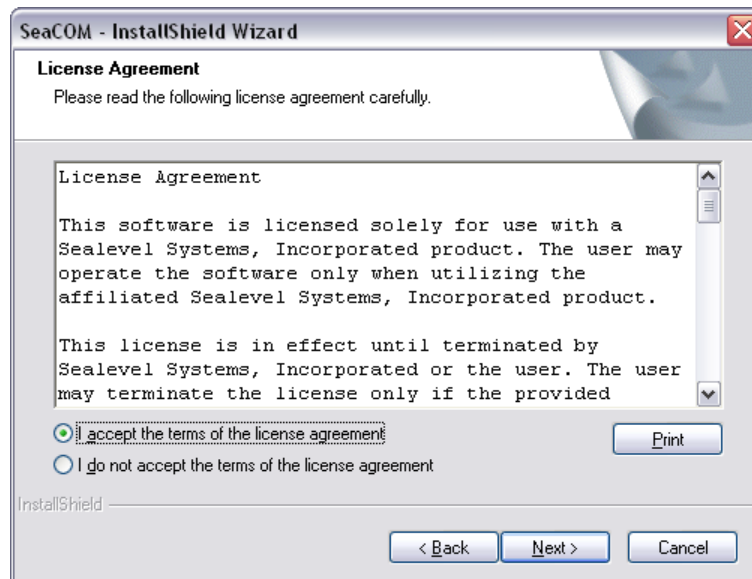 SeaCOM - InstallShield Wizard
License Agreement
Please read the following license agreement carefully.
License Agreement
This software is licensed solely for use with a
Sealevel Systems, Incorporated product. The user may
operate the software only when utilizing the
affiliated Sealevel Systems, Incorporated product.
This license is in effect until terminated by
Sealevel Systems, Incorporated or the user. The user
may terminate the license only if the provided
I accept the terms of the license agreement
Print
I do not accept the terms of the license agreement
InstallShield
< Back
Next >
Cancel